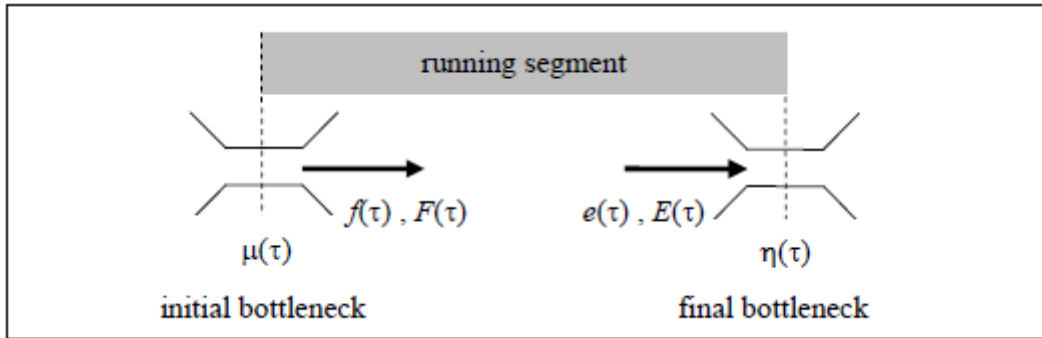 running segment
f(τ) , F(τ) e(τ) , E(τ)
μ(τ) η(τ)
initial bottleneck final bottleneck